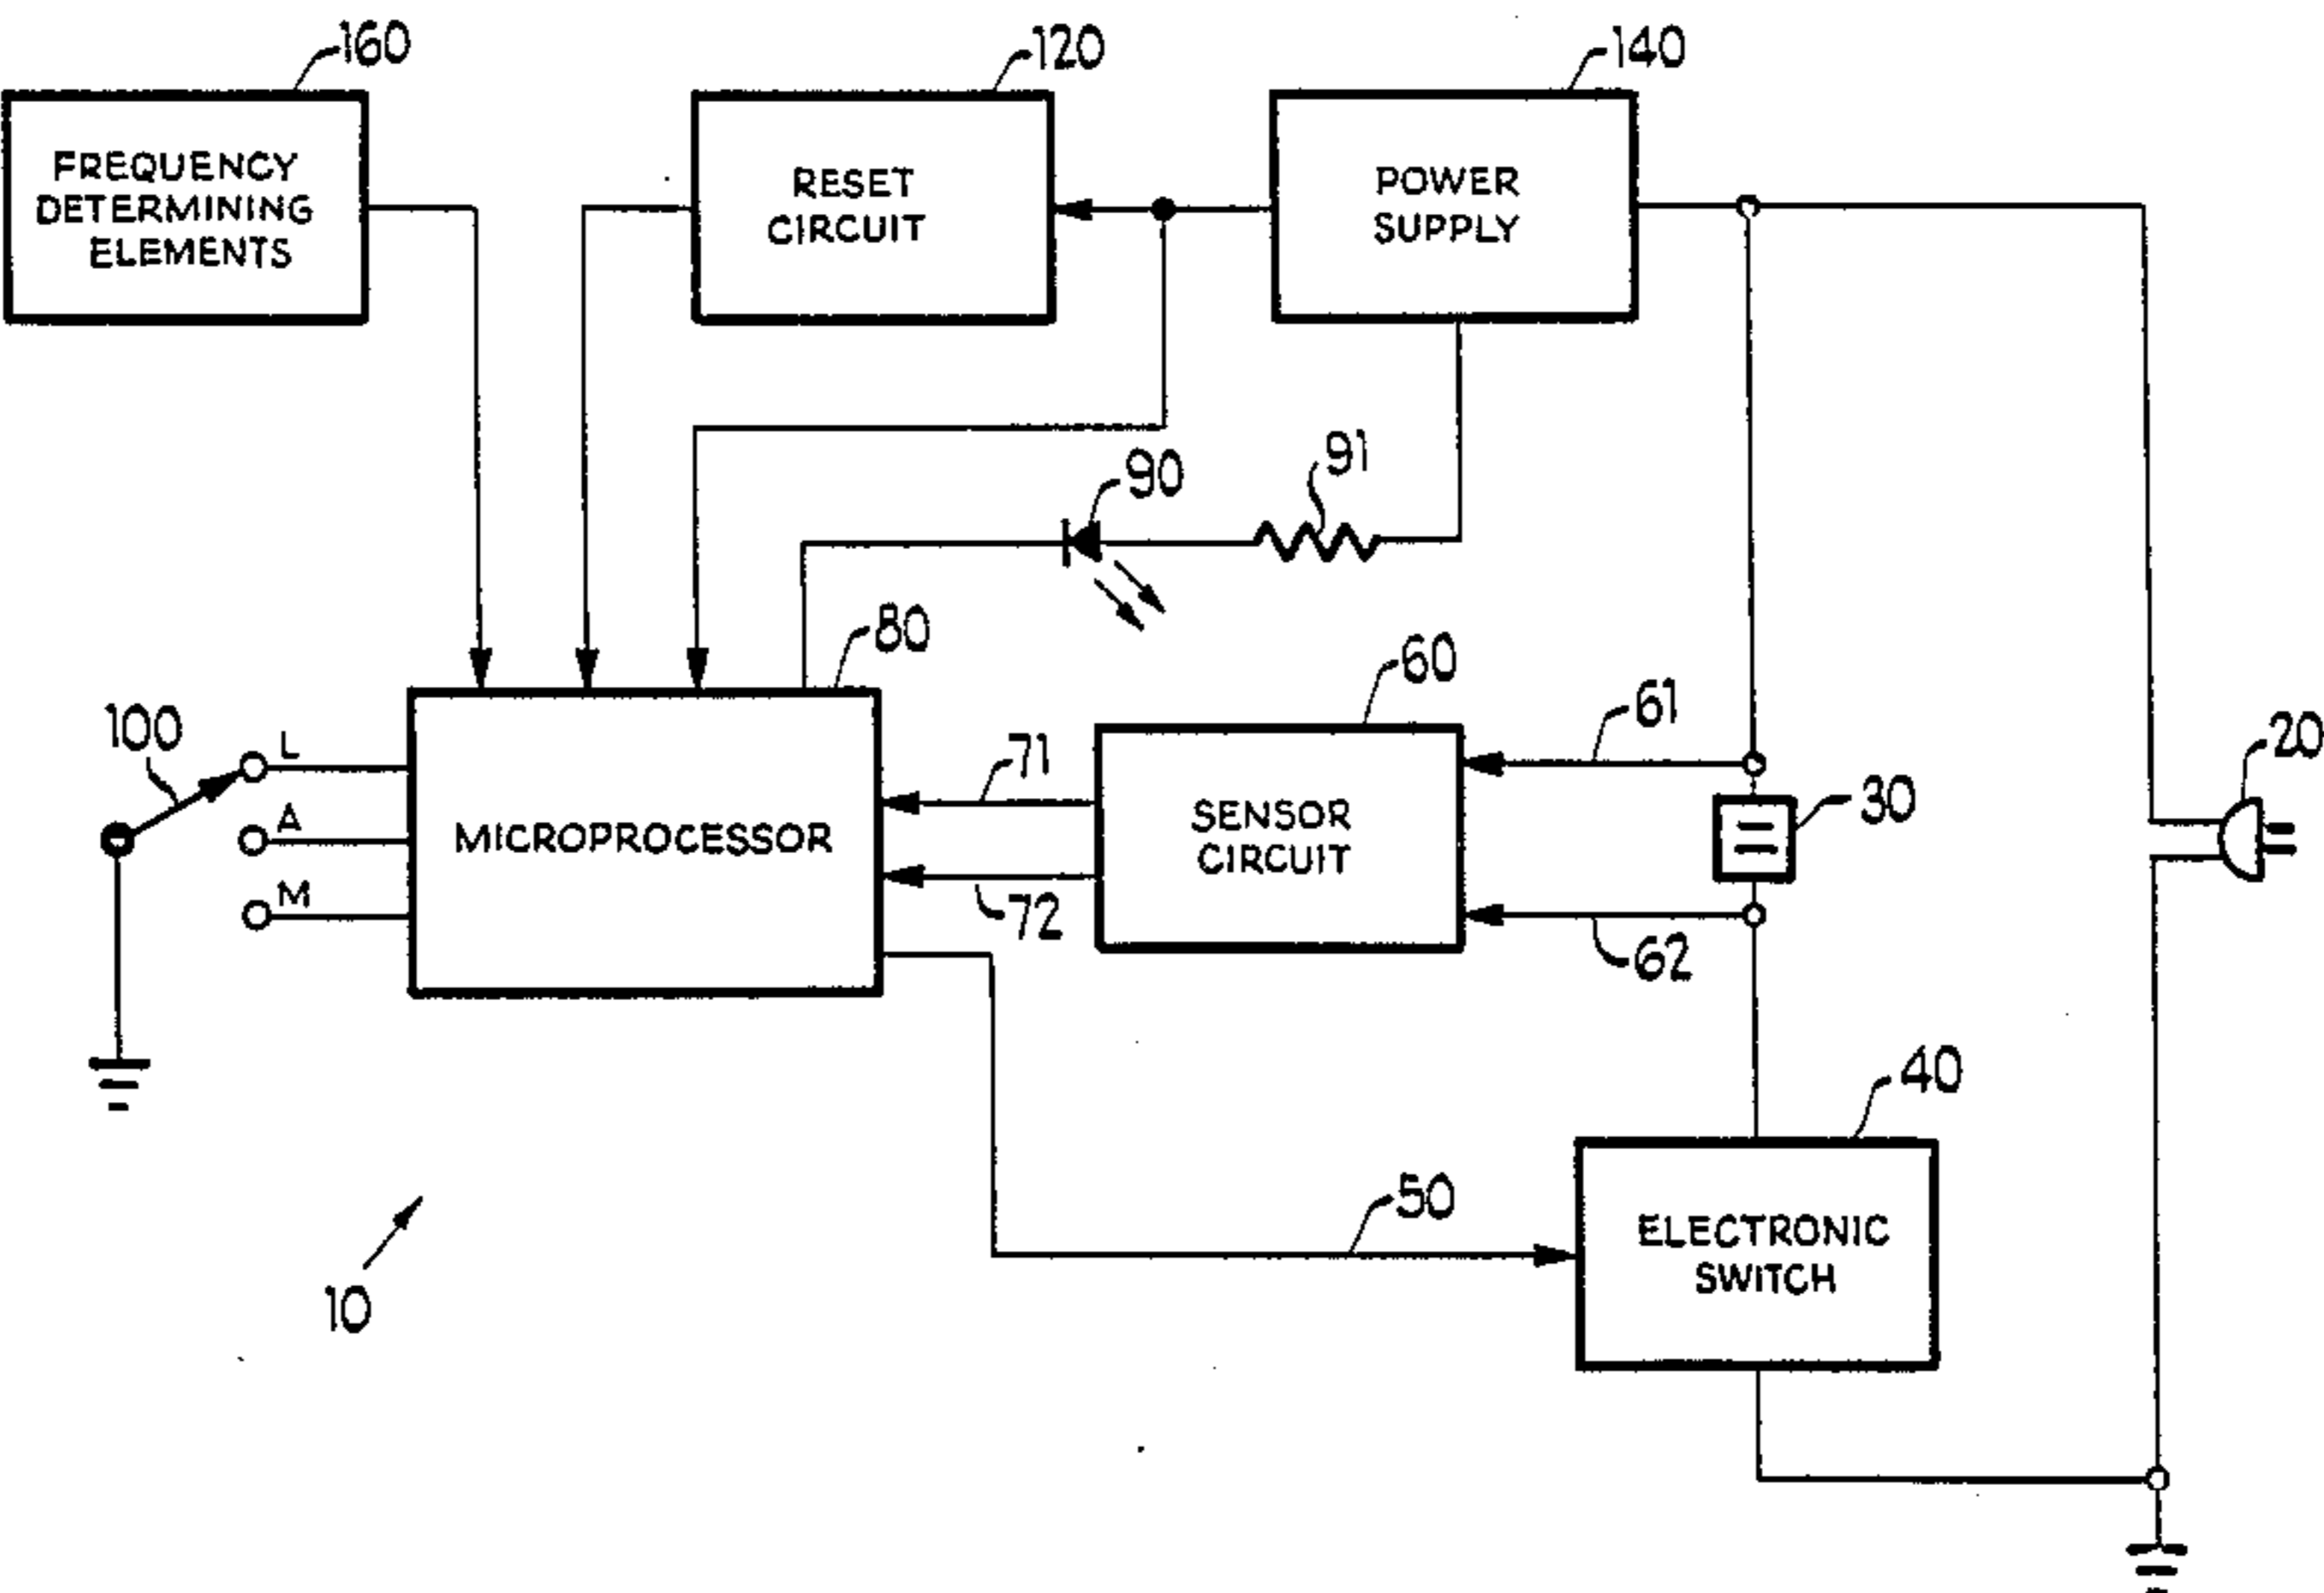 160
120
140
FREQUENCY
DETERMINING
ELEMENTS
RESET
CIRCUIT
POWER
SUPPLY
90
91
80
60
61
100
L
71
20
A
MICROPROCESSOR
SENSOR
CIRCUIT
30
M
72
62
40
50
ELECTRONIC
SWITCH
10